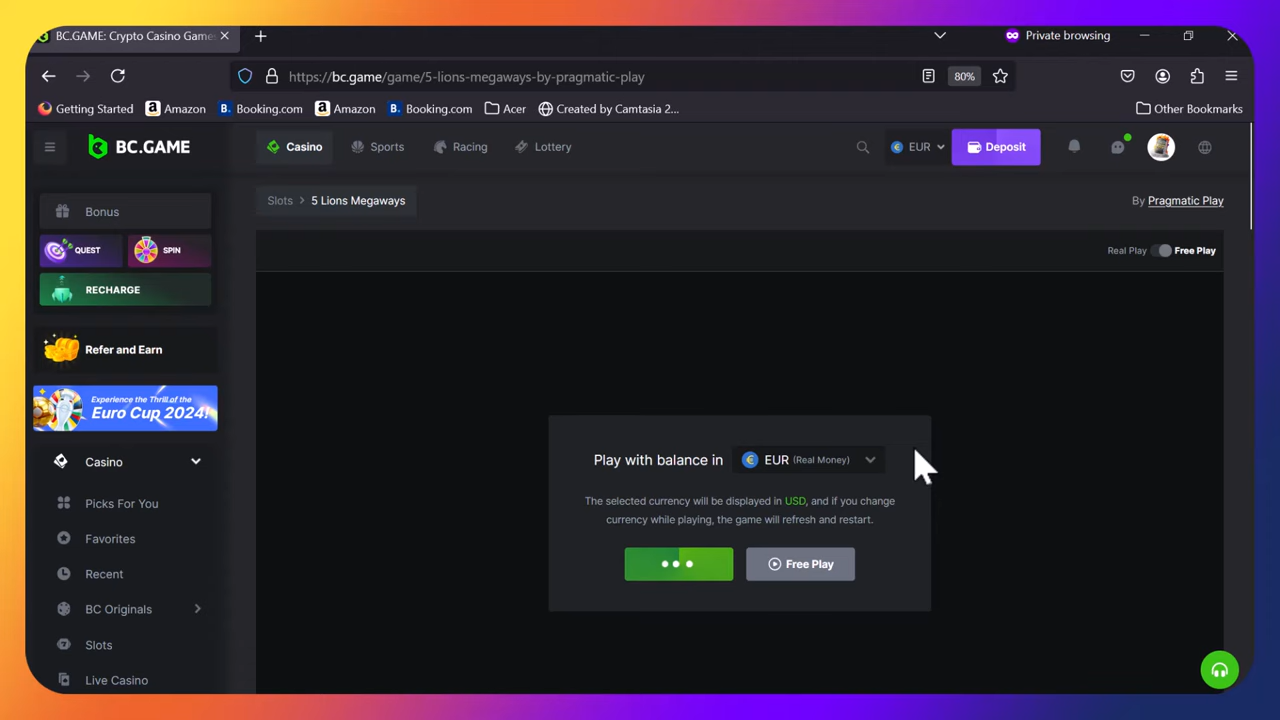 BC.GAME: Crypto Casino Games
Private browsing
https://bc.game/game/5-lions-megaways-by-pragmatic-play
80%
Getting Started
Amazon
Booking.com
Amazon
Booking.com
Acer
Created by Camtasia 2...
Other Bookmarks
BC.GAME
Casino
Sports
Racing
Lottery
EUR
Deposit
Bonus
QUEST
SPIN
RECHARGE
Refer and Earn
Experience the Thrill of the
Euro Cup 2024!
Casino
Picks For You
Favorites
Recent
BC Originals
Slots
Live Casino
Slots > 5 Lions Megaways
By Pragmatic Play
Real Play Free Play
Play with balance in EUR (Real Money)
The selected currency will be displayed in USD, and if you change
currency while playing, the game will refresh and restart.
Free Play